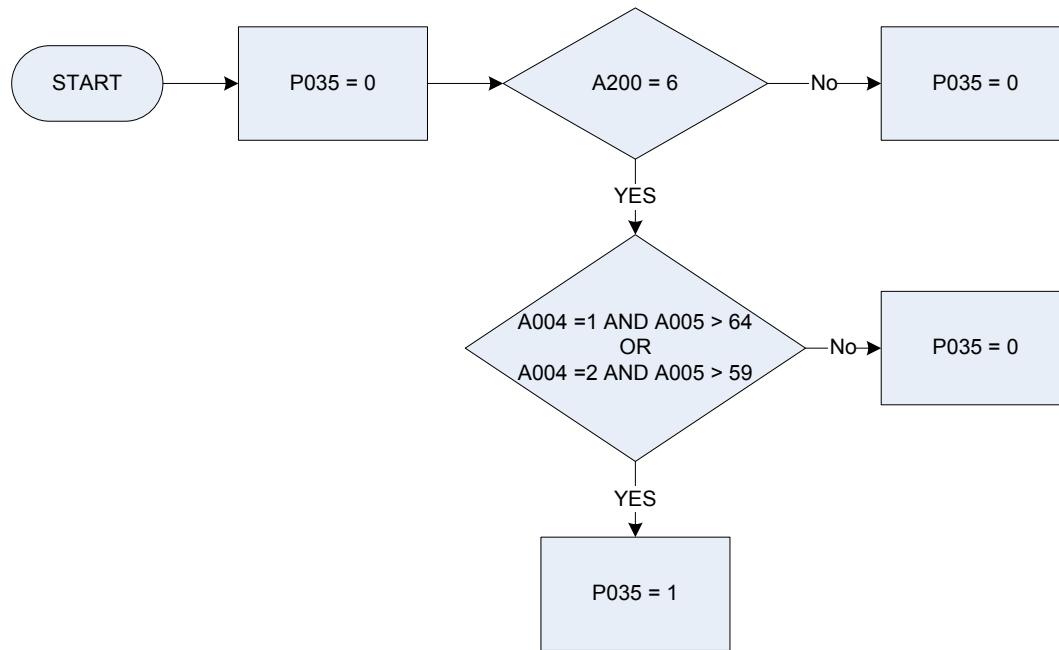 START
P035 = 0
A200 = 6
No
P035 = 0
YES
A004 =1 AND A005 > 64
OR
A004 =2 AND A005 > 59
No
P035 = 0
YES
P035 = 1